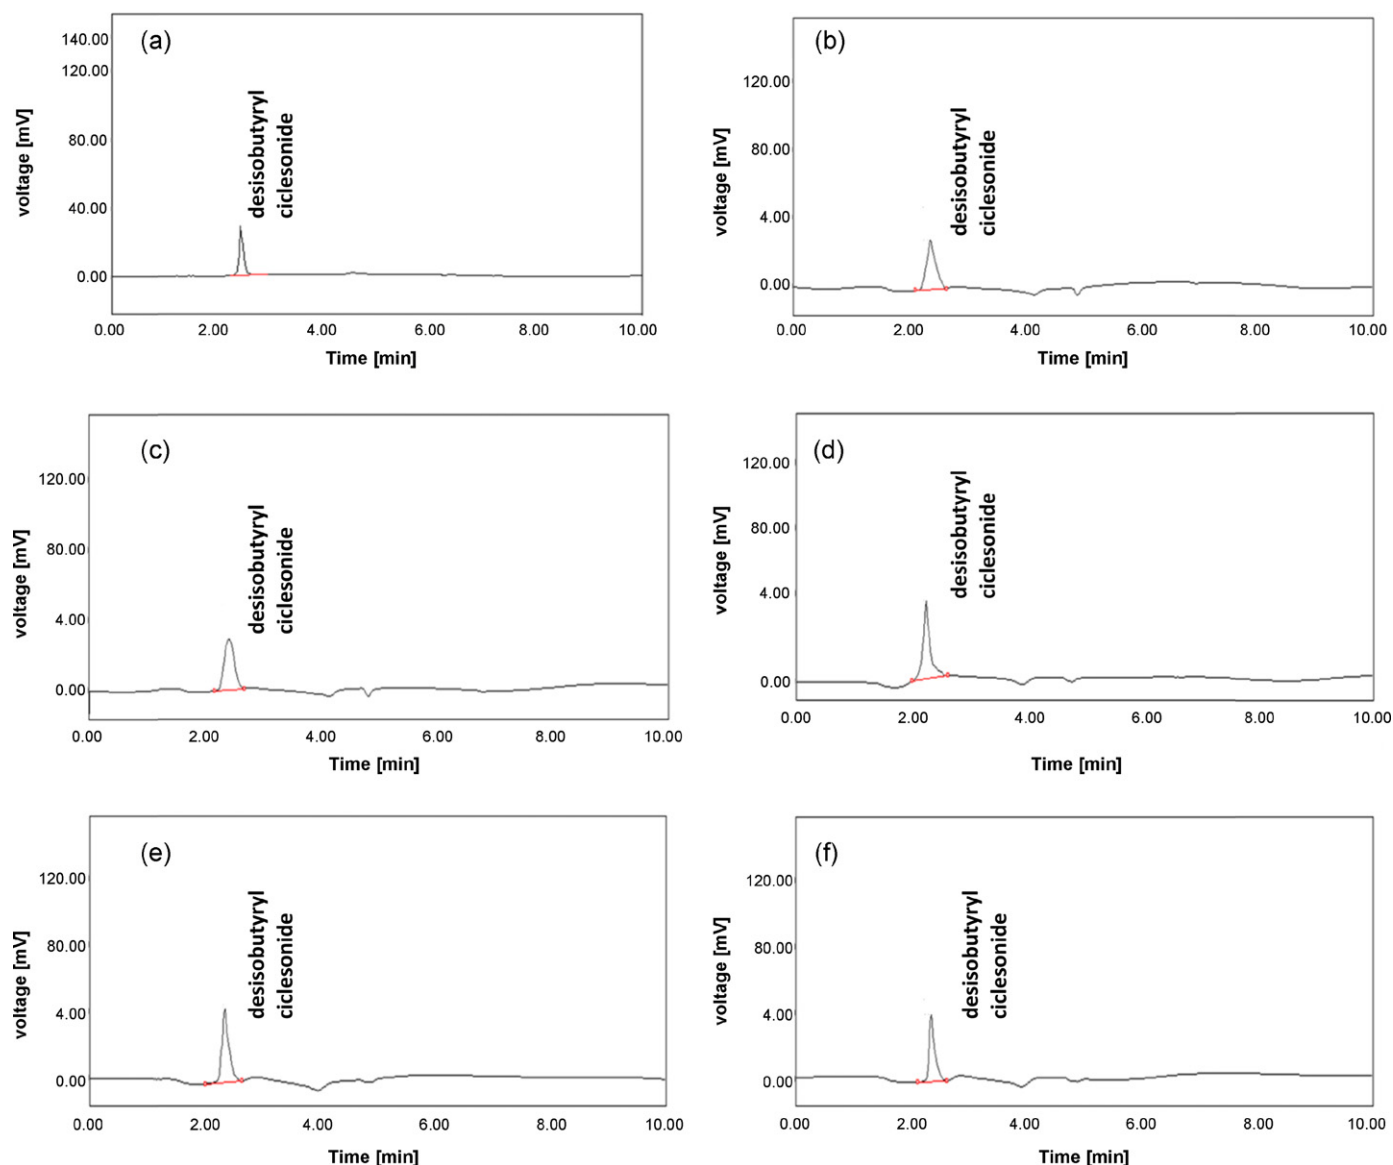 (a)
140.00
120.00
80.00
40.00
0.00
voltage [mV]
desisobutyryl
ciclesonide
0.00 2.00 4.00 6.00 8.00 10.00
Time [min]
(b)
120.00
80.00
4.00
0.00
voltage [mV]
desisobutyryl
ciclesonide
0.00 2.00 4.00 6.00 8.00 10.00
Time [min]
(c)
120.00
80.00
4.00
0.00
voltage [mV]
desisobutyryl
ciclesonide
0.00 2.00 4.00 6.00 8.00 10.00
Time [min]
(d)
120.00
80.00
4.00
0.00
voltage [mV]
desisobutyryl
ciclesonide
0.00 2.00 4.00 6.00 8.00 10.00
Time [min]
(e)
120.00
80.00
4.00
0.00
voltage [mV]
desisobutyryl
ciclesonide
0.00 2.00 4.00 6.00 8.00 10.00
Time [min]
(f)
120.00
80.00
4.00
0.00
voltage [mV]
desisobutyryl
ciclesonide
0.00 2.00 4.00 6.00 8.00 10.00
Time [min]